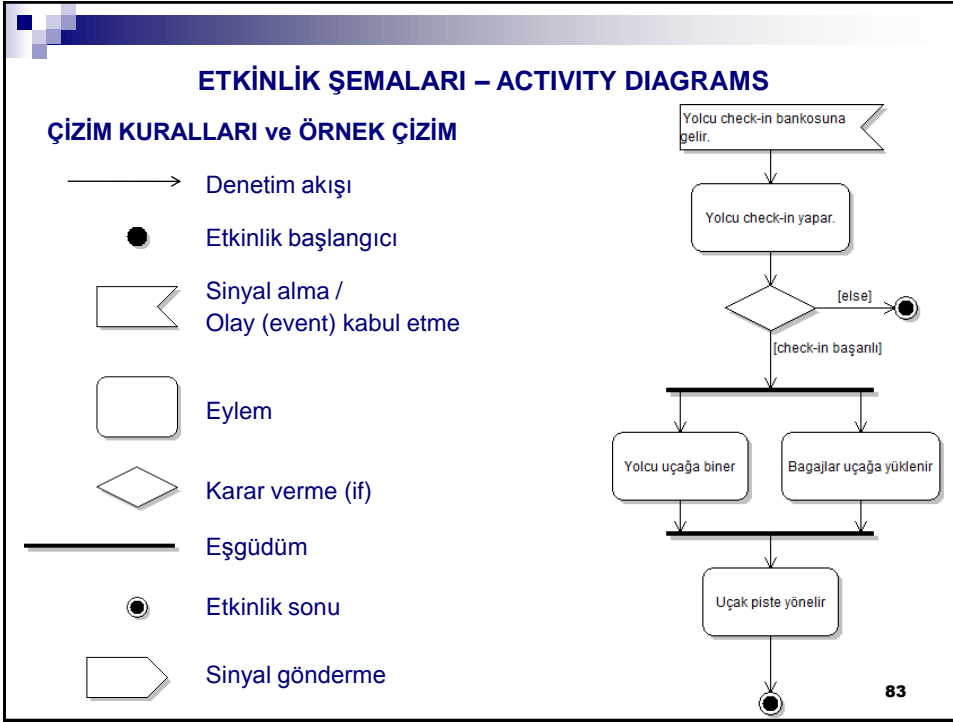 ETKİNLİK ŞEMALARI – ACTIVITY DIAGRAMS
ÇİZİM KURALLARI ve ÖRNEK ÇİZİM
Denetim akışı
Etkinlik başlangıcı
Sinyal alma /
Olay (event) kabul etme
Eylem
Karar verme (if)
Eşgüdüm
Etkinlik sonu
Sinyal gönderme
Yolcu check-in bankosuna
gelir.
Yolcu check-in yapar.
[else]
[check-in başarılı]
Yolcu uçağa biner
Bagajlar uçağa yüklenir
Uçak piste yönelir
83